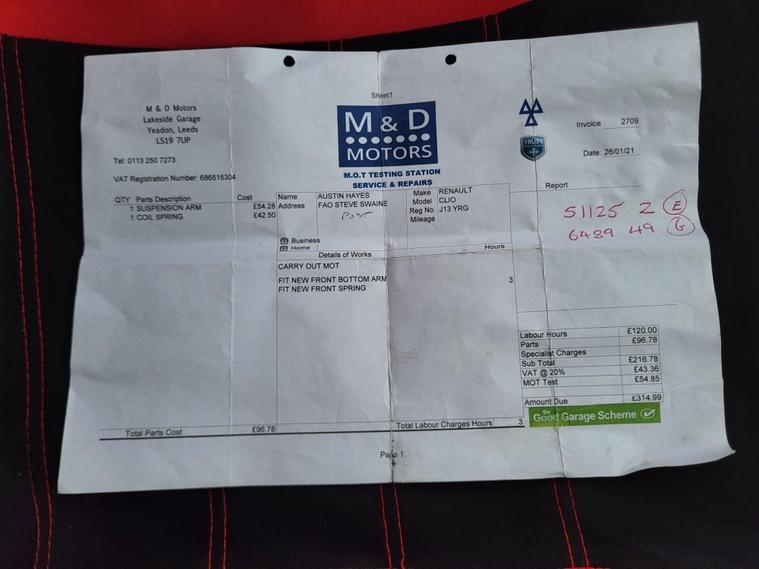 Sheet1
M & D Motors
Lakeside Garage
Yeadon, Leeds
LS19 7UP
Tel: 0113 250 7273
VAT Registration Number: 686515304
M & D
MOTORS
M.O.T TESTING STATION
SERVICE & REPAIRS
TRUST
Invoice 2709
Date: 26/01/21
Report
QTY Parts Description Cost
1 SUSPENSION ARM £54.28
1 COIL SPRING £42.50
Name AUSTIN HAYES
Address FAO STEVE SWAINE
POST
Make RENAULT
Model CLIO
Reg No. J13 YRG
Mileage
51125 2 E
6489 49 G
Business
Home
Hours
Details of Works
CARRY OUT MOT
FIT NEW FRONT BOTTOM ARM 3
FIT NEW FRONT SPRING
Labour Hours £120.00
Parts £96.78
Specialist Charges
Sub Total £216.78
VAT @ 20% £43.36
MOT Test £54.85
Amount Due £314.99
the
Good Garage Scheme
Total Parts Cost £96.78
Total Labour Charges Hours 3
Page 1